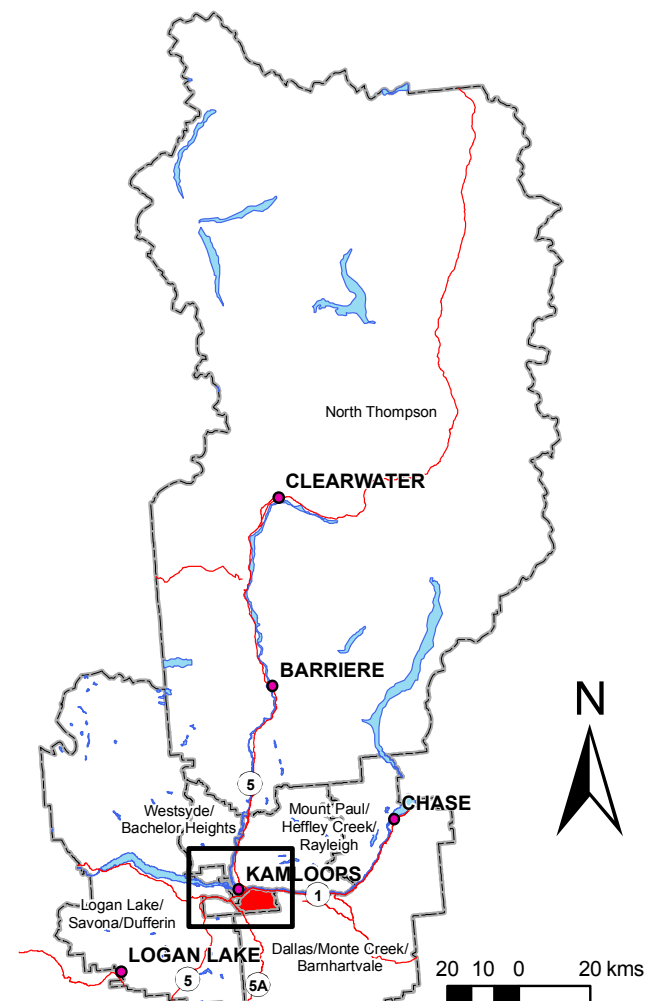 North Thompson
CLEARWATER
BARRIERE
N
5
Westsyde/
Bachelor Heights
Mount Paul/
Heffley Creek/
Rayleigh
CHASE
KAMLOOPS
1
Logan Lake/
Savona/Dufferin
Dallas/Monte Creek/
Barnhartvale
LOGAN LAKE
5
5A
20 10 0 20 kms